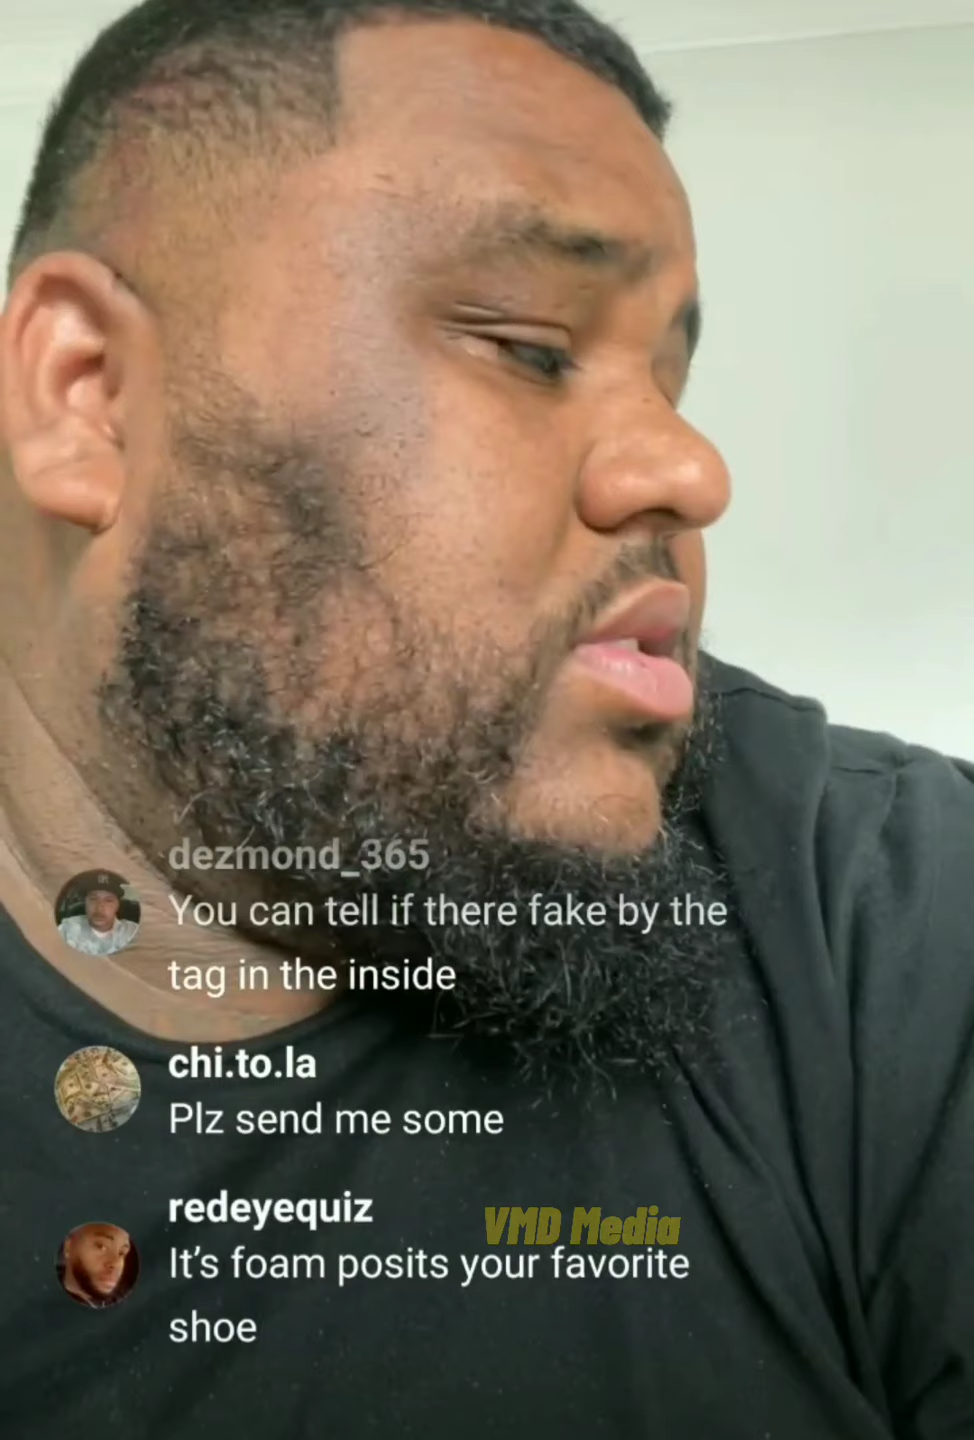 dezmond_365
You can tell if there fake by the
tag in the inside
chi.to.la
Plz send me some
redeyequiz
VMD Media
It's foam posits your favorite
shoe